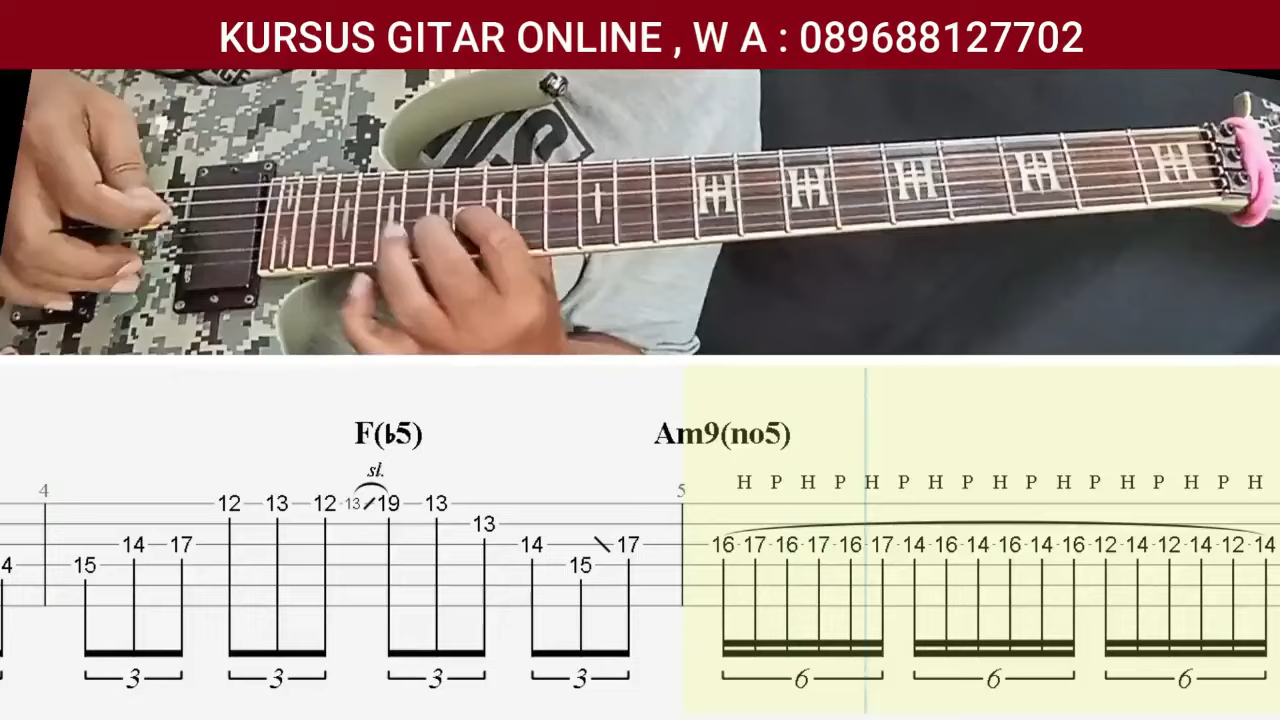 KURSUS GITAR ONLINE , W A : 089688127702
F(♭5)
Am9(no5)
sl.
H P H P H P H P H P H P H P H P H
4
5
12 13 12 13 19 13
13
14 17 14 17 16 17 16 17 16 17 14 16 14 16 14 16 12 14 12 14 12 14
4 15 15
3 3 3 3 6 6 6